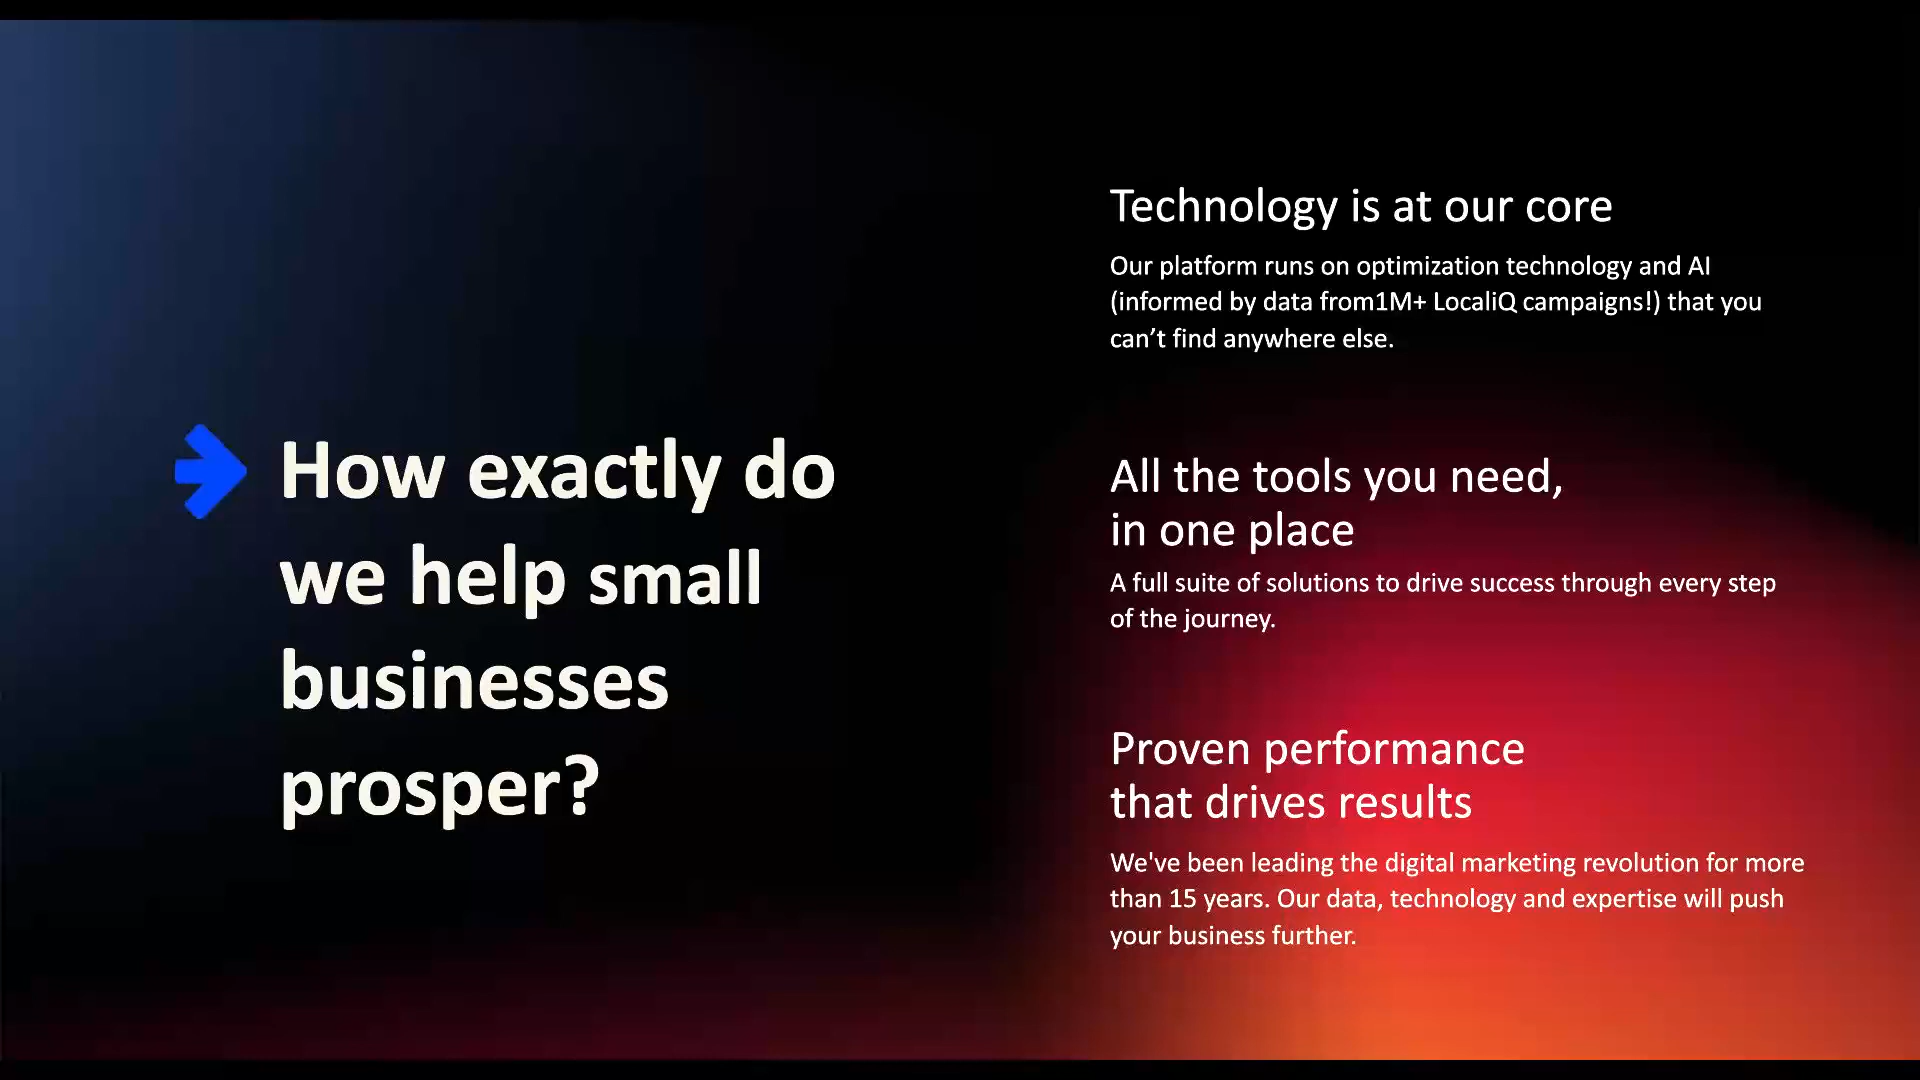 How exactly do
we help small
businesses
prosper?
Technology is at our core
Our platform runs on optimization technology and AI
(informed by data from1M+ LocaliQ campaigns!) that you
can’t find anywhere else.
All the tools you need,
in one place
A full suite of solutions to drive success through every step
of the journey.
Proven performance
that drives results
We've been leading the digital marketing revolution for more
than 15 years. Our data, technology and expertise will push
your business further.